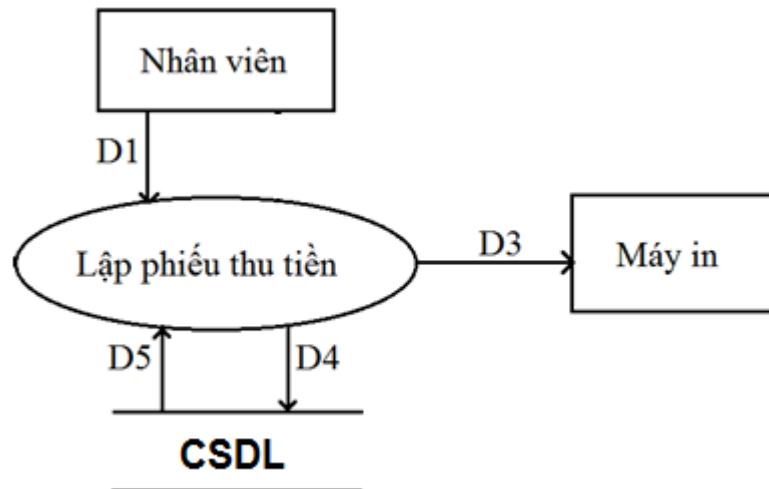 Nhân viên
D1
Lập phiếu thu tiền
D3
Máy in
D5
D4
CSDL